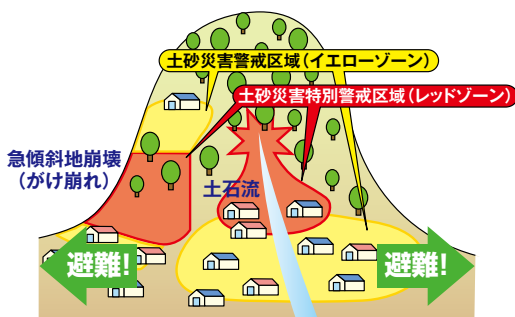 土砂災害警戒区域(イエローゾーン)
土砂災害特別警戒区域(レッドゾーン)
急傾斜地崩壊
(がけ崩れ)
土石流
避難!
避難!